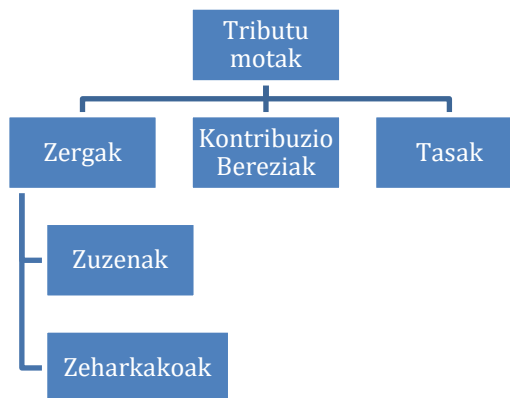 Tributu
motak
Zergak
Kontribuzio
Bereziak
Tasak
Zuzenak
Zeharkakoak